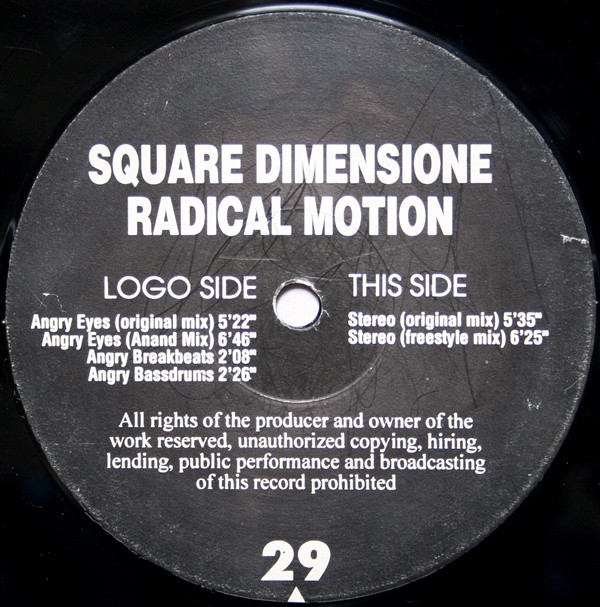 SQUARE DIMENSIONE
RADICAL MOTION
LOGO SIDE
Angry Eyes (original mix) 5'22"
Angry Eyes (Anand Mix) 6'46"
Angry Breakbeats 2'08"
Angry Bassdrums 2'26"
THIS SIDE
Stereo (original mix) 5'35"
Stereo (freestyle mix) 6'25"
All rights of the producer and owner of the
work reserved, unauthorized copying, hiring,
lending, public performance and broadcasting
of this record prohibited
29